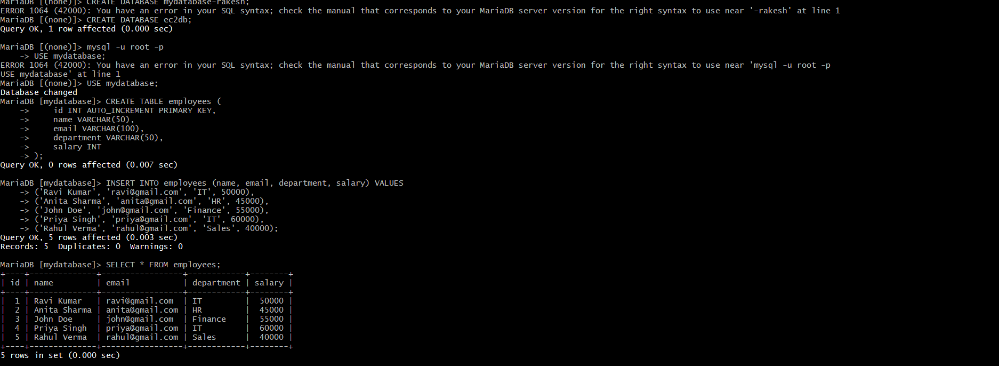 MariaDB [(none)]> CREATE DATABASE mydatabase-rakesh;
ERROR 1064 (42000): You have an error in your SQL syntax; check the manual that corresponds to your MariaDB server version for the right syntax to use near '-rakesh' at line 1
MariaDB [(none)]> CREATE DATABASE ec2db;
Query OK, 1 row affected (0.000 sec)

MariaDB [(none)]> mysql -u root -p
    -> USE mydatabase;
ERROR 1064 (42000): You have an error in your SQL syntax; check the manual that corresponds to your MariaDB server version for the right syntax to use near 'mysql -u root -p
USE mydatabase' at line 1
MariaDB [(none)]> USE mydatabase;
Database changed
MariaDB [mydatabase]> CREATE TABLE employees (
    ->     id INT AUTO_INCREMENT PRIMARY KEY,
    ->     name VARCHAR(50),
    ->     email VARCHAR(100),
    ->     department VARCHAR(50),
    ->     salary INT
    -> );
Query OK, 0 rows affected (0.007 sec)

MariaDB [mydatabase]> INSERT INTO employees (name, email, department, salary) VALUES
    -> ('Ravi Kumar', 'ravi@gmail.com', 'IT', 50000),
    -> ('Anita Sharma', 'anita@gmail.com', 'HR', 45000),
    -> ('John Doe', 'john@gmail.com', 'Finance', 55000),
    -> ('Priya Singh', 'priya@gmail.com', 'IT', 60000),
    -> ('Rahul Verma', 'rahul@gmail.com', 'Sales', 40000);
Query OK, 5 rows affected (0.003 sec)
Records: 5  Duplicates: 0  Warnings: 0

MariaDB [mydatabase]> SELECT * FROM employees;
+----+--------------+-----------------+------------+--------+
| id | name         | email           | department | salary |
+----+--------------+-----------------+------------+--------+
|  1 | Ravi Kumar   | ravi@gmail.com  | IT         |  50000 |
|  2 | Anita Sharma | anita@gmail.com | HR         |  45000 |
|  3 | John Doe     | john@gmail.com  | Finance    |  55000 |
|  4 | Priya Singh  | priya@gmail.com | IT         |  60000 |
|  5 | Rahul Verma  | rahul@gmail.com | Sales      |  40000 |
+----+--------------+-----------------+------------+--------+
5 rows in set (0.000 sec)